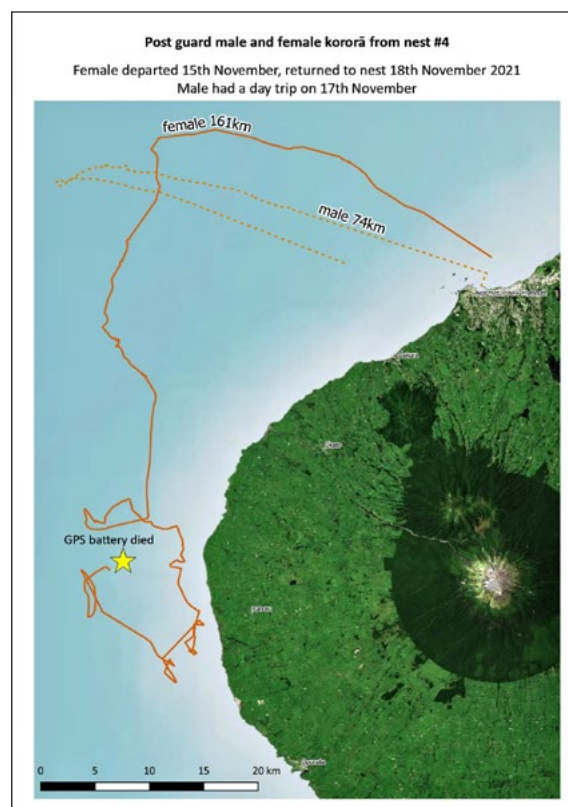 Post guard male and female kororā from nest #4
Female departed 15th November, returned to nest 18th November 2021
Male had a day trip on 17th November
female 161km
male 74km
GPS battery died
0 5 10 15 20 km